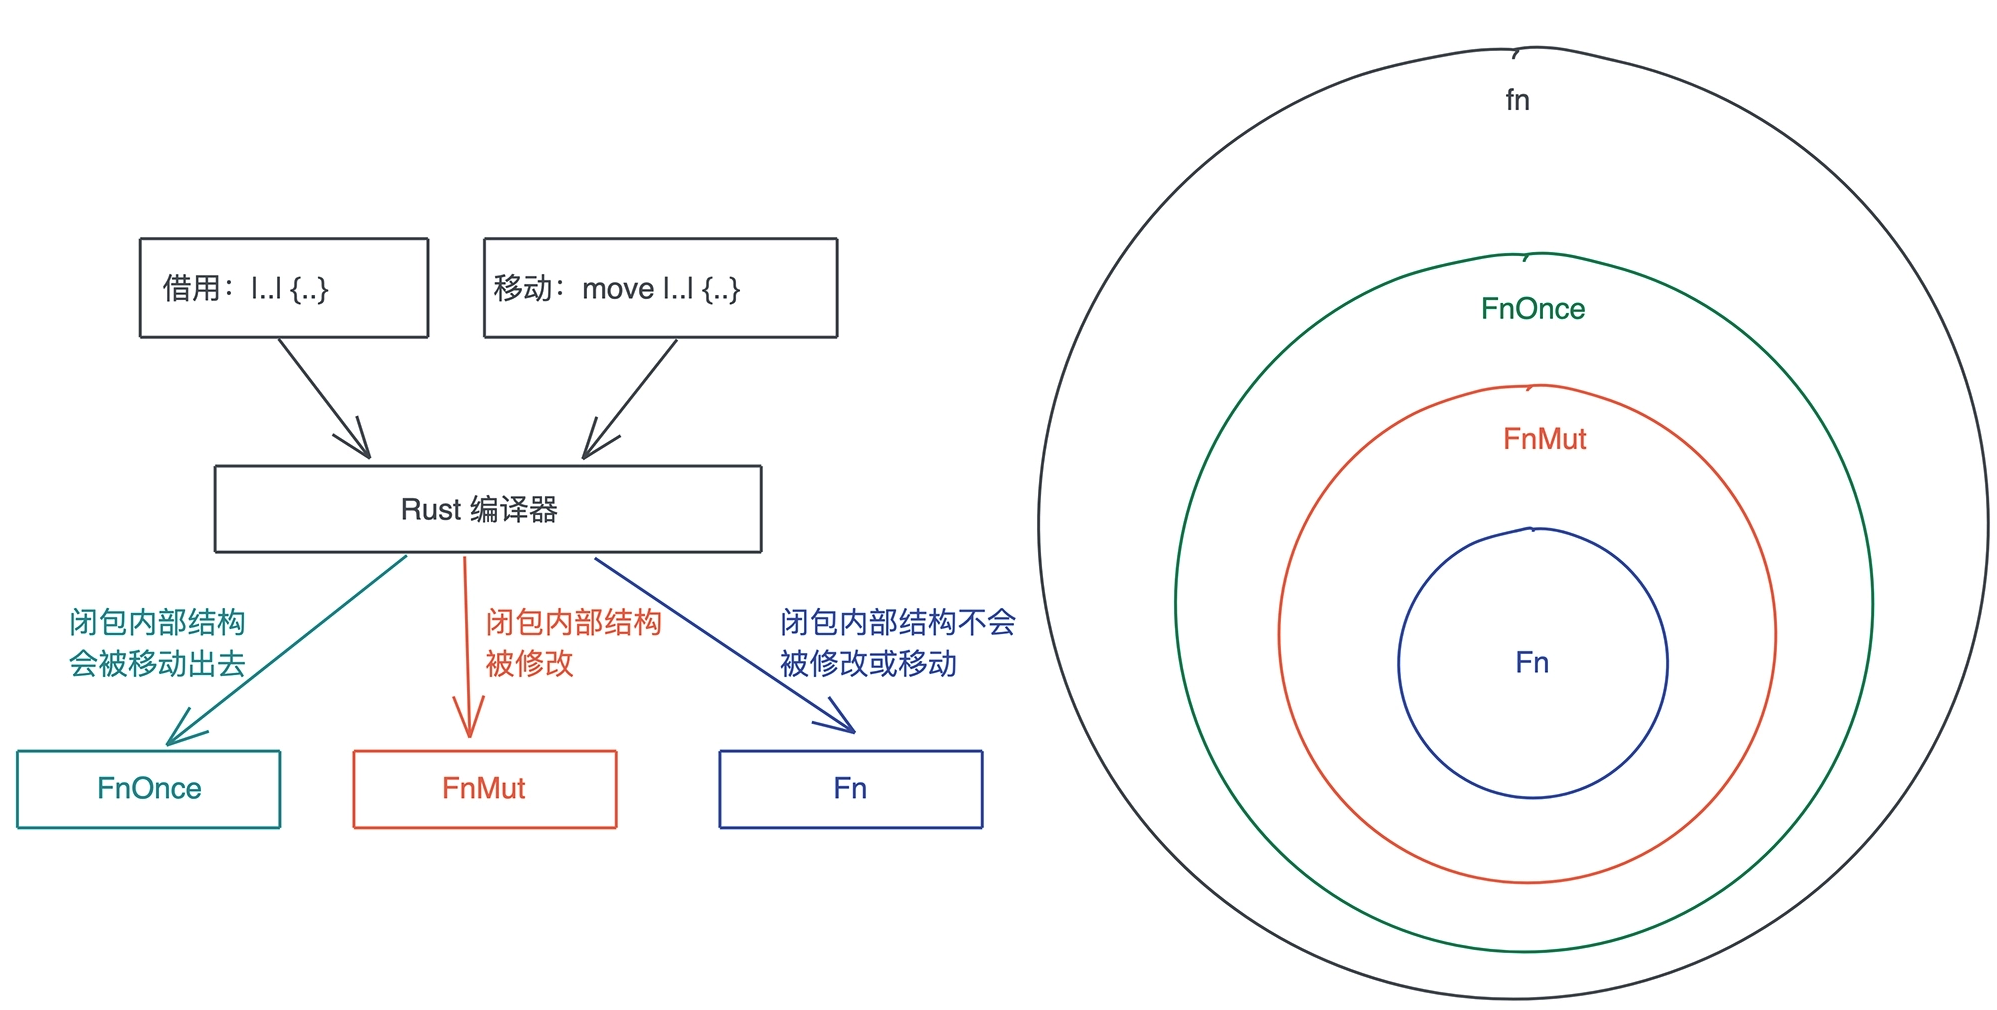 借用：|..| {..}
移动：move |..| {..}
Rust 编译器
闭包内部结构
会被移动出去
闭包内部结构
被修改
闭包内部结构不会
被修改或移动
FnOnce
FnMut
Fn
fn
FnOnce
FnMut
Fn